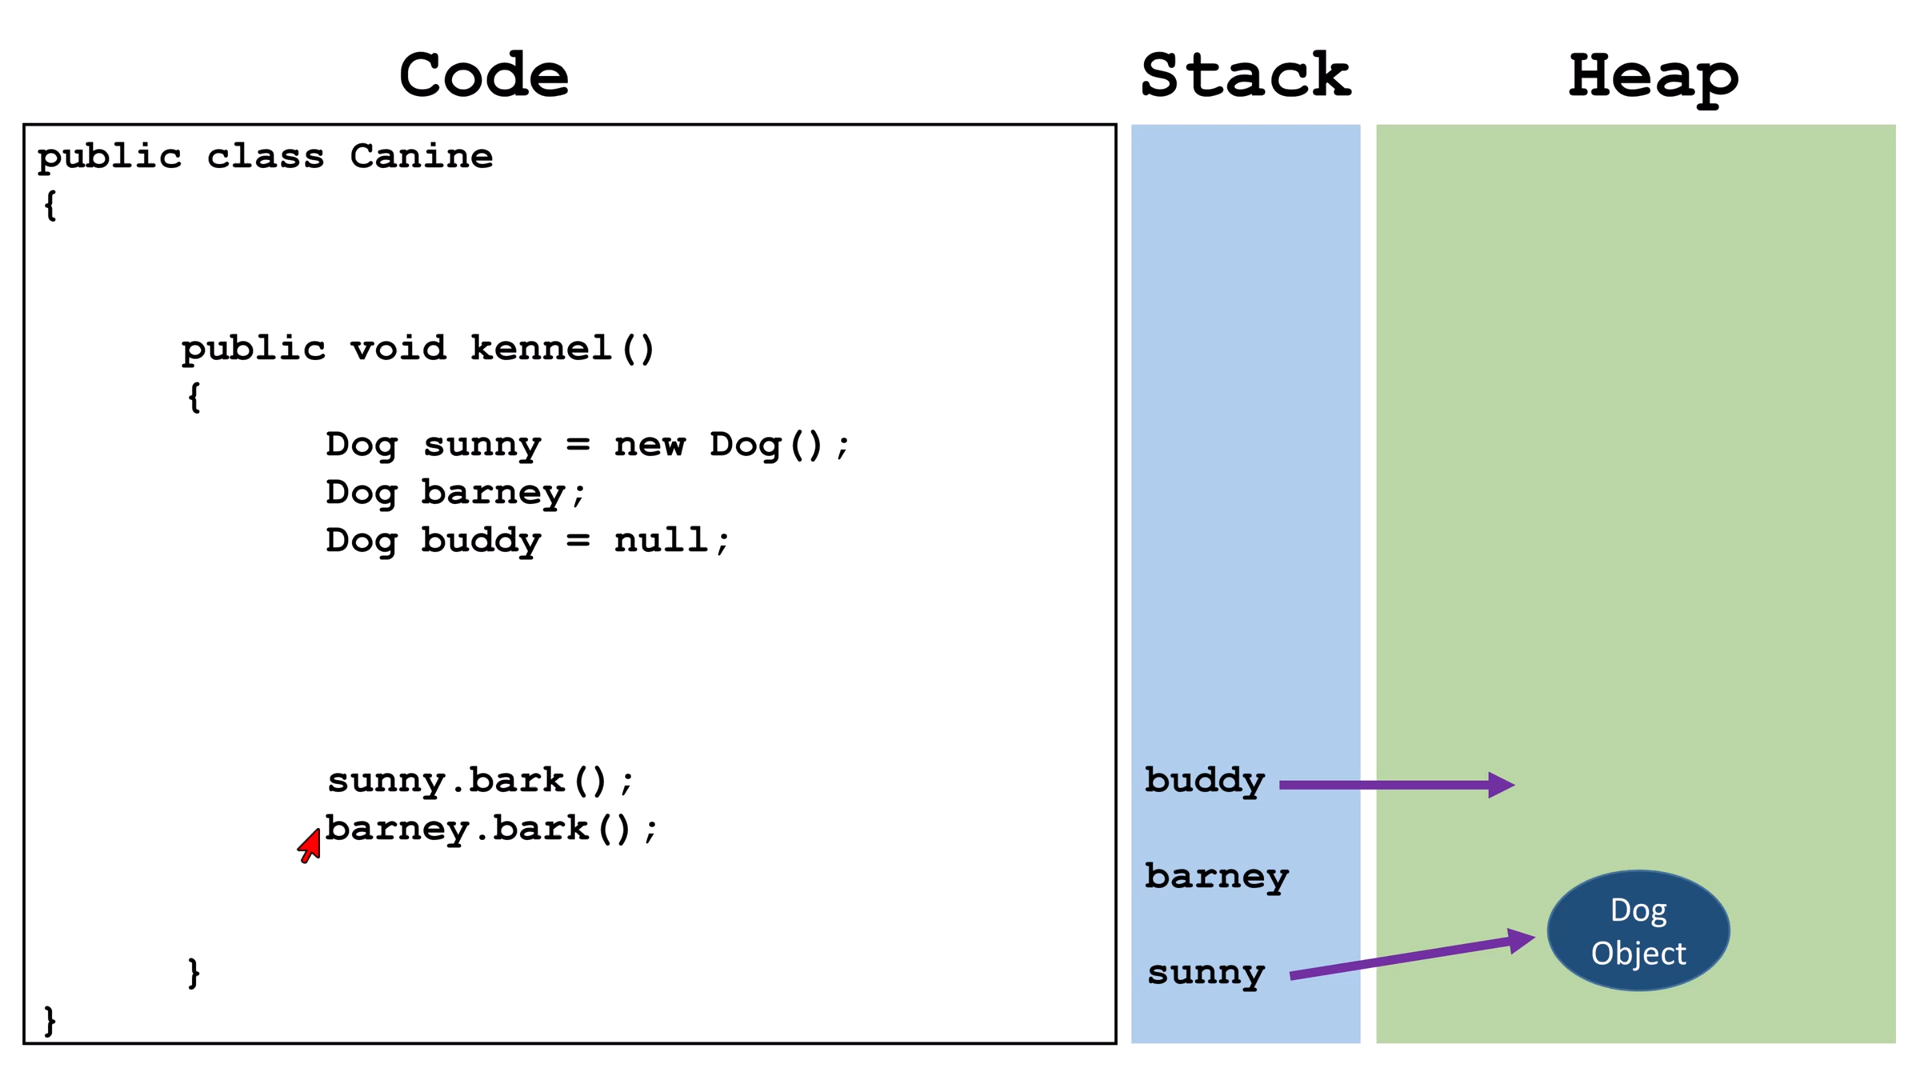 Code
Stack
Heap
public class Canine
{
public void kennel()
{
Dog sunny = new Dog();
Dog barney;
Dog buddy = null;
sunny.bark();
barney.bark();
}
}
buddy
barney
sunny
Dog
Object